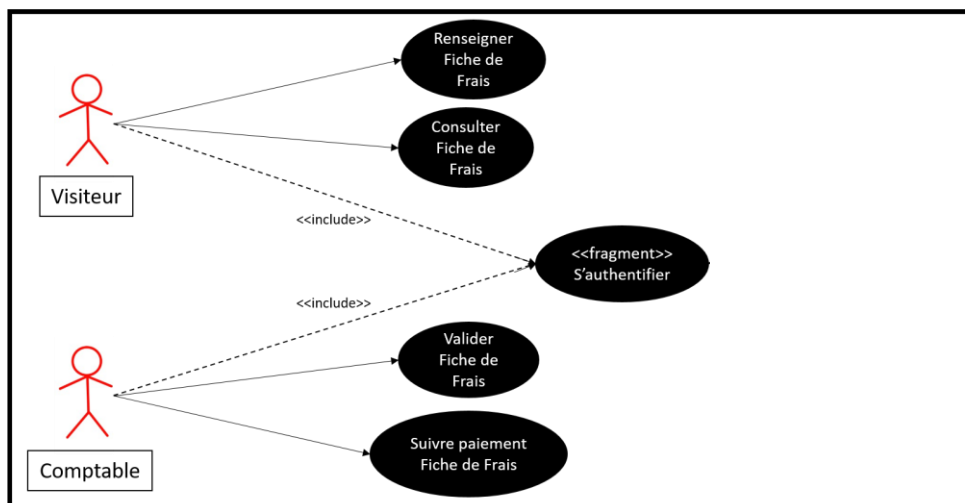 Renseigner
Fiche de
Frais
Consulter
Fiche de
Frais
Visiteur
<<include>>
<<fragment>>
S'authentifier
<<include>>
Valider
Fiche de
Frais
Suivre paiement
Fiche de Frais
Comptable